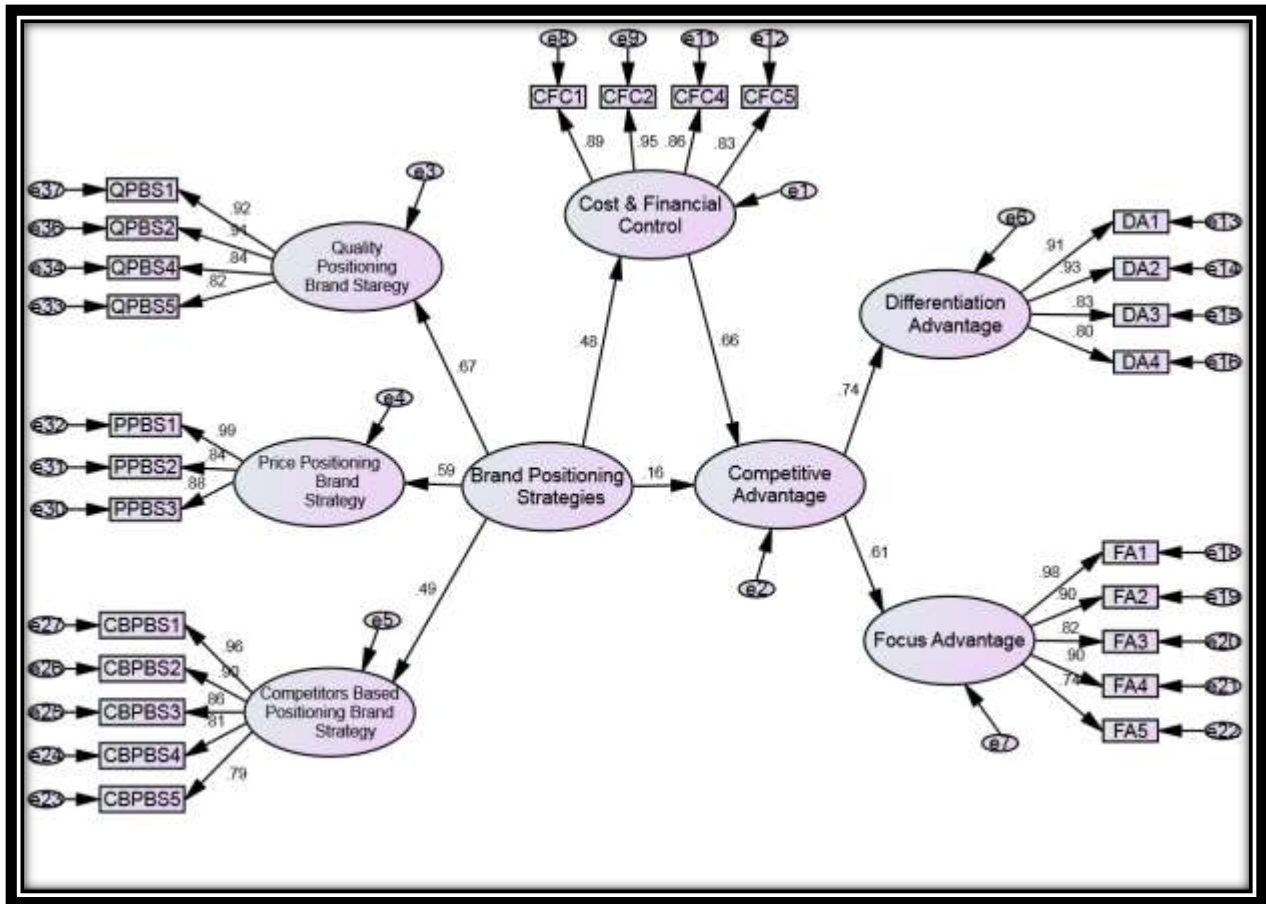 e8 e9 e11 e12
CFC1 CFC2 CFC4 CFC5
.89 .95 .86 .83
Cost & Financial
Control
e1
e3
e37 QPBS1
e36 QPBS2
e34 QPBS4
e33 QPBS5
.92
.91
.84
.82
Quality
Positioning
Brand Staregy
e6
DA1 e13
DA2 e14
DA3 e15
DA4 e16
.91
.93
.83
.80
Differentiation
Advantage
.48
.66
.67
.74
e4
e32 PPBS1
e31 PPBS2
e30 PPBS3
.99
.84
.88
Price Positioning
Brand
Strategy
.59
Brand Positioning
Strategies
.16
Competitive
Advantage
e2
.49
.61
e5
e27 CBPBS1
e26 CBPBS2
e25 CBPBS3
e24 CBPBS4
e23 CBPBS5
.96
.90
.86
.81
.79
Competitors Based
Positioning Brand
Strategy
FA1 e18
FA2 e19
FA3 e20
FA4 e21
FA5 e22
.98
.90
.82
.90
.74
Focus Advantage
e7